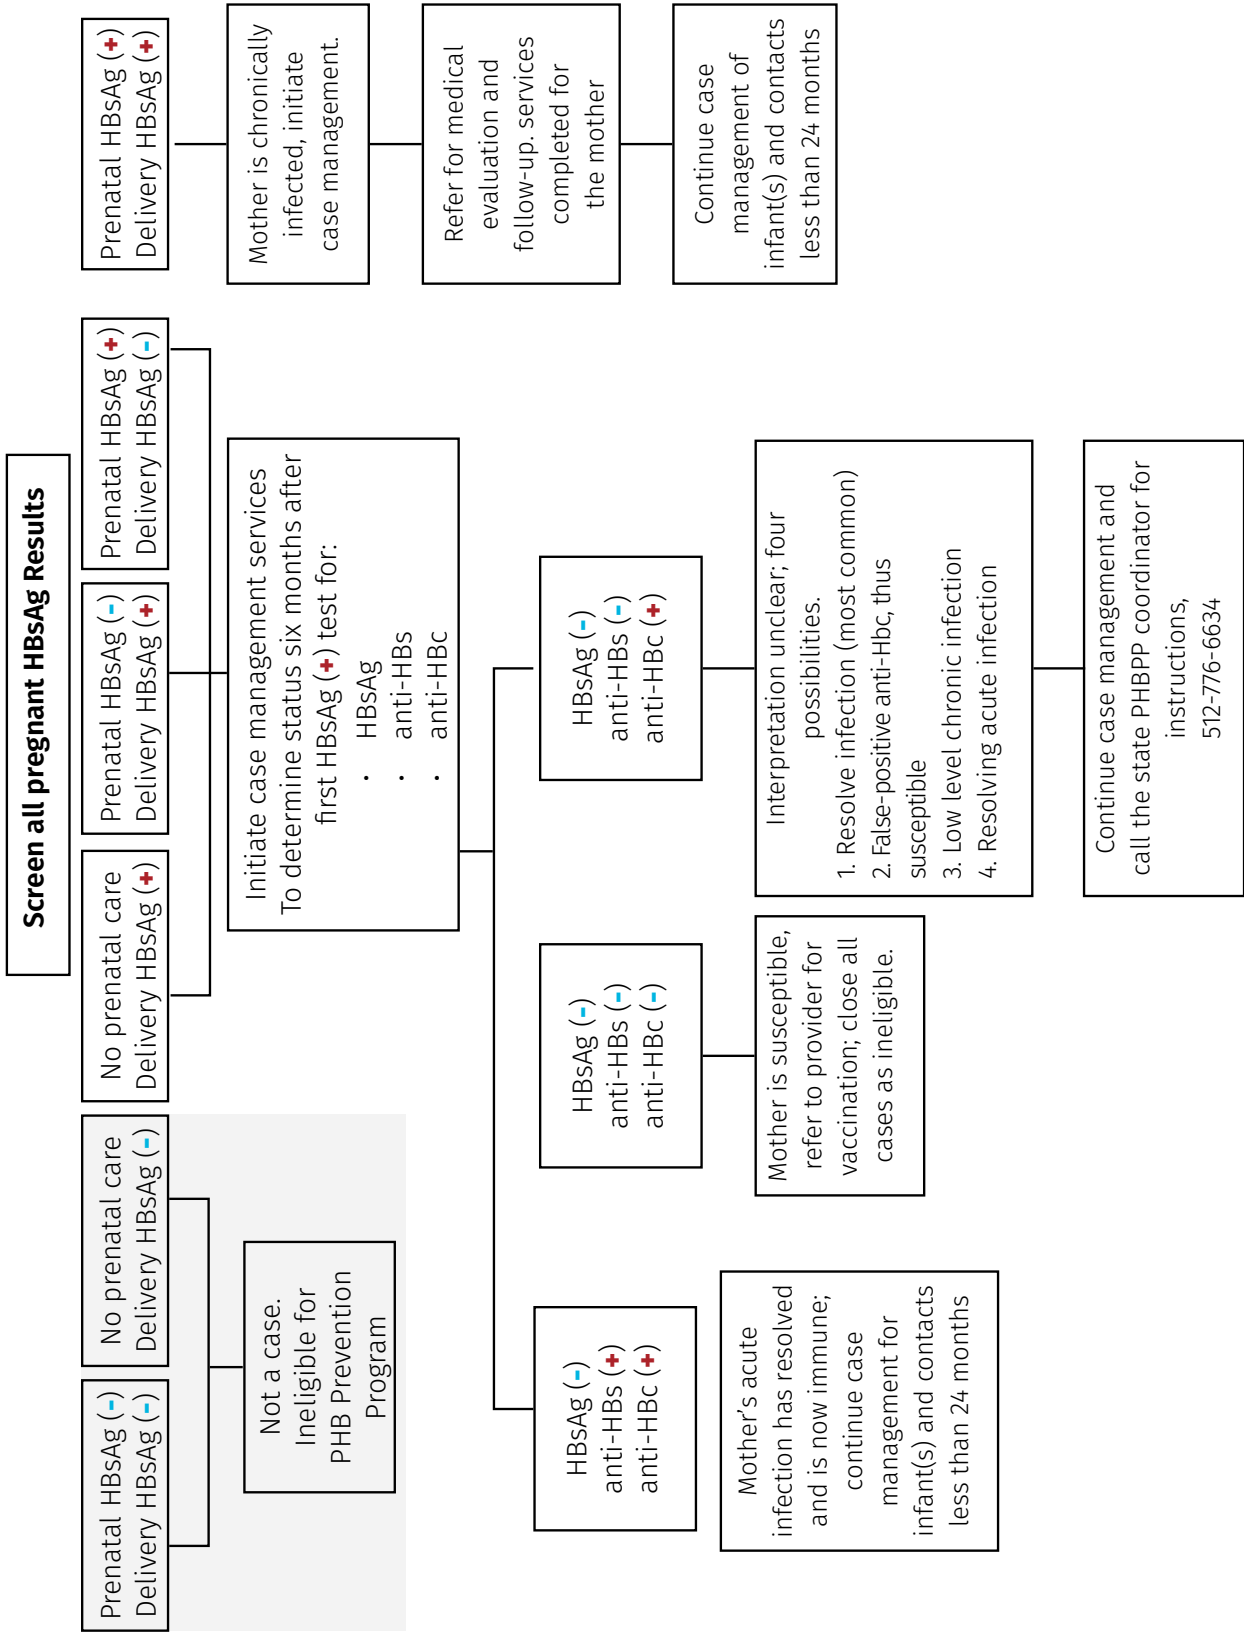 Screen all pregnant HBsAg Results
Prenatal HBsAg (-)
Delivery HBsAg (-)
No prenatal care
Delivery HBsAg (-)
No prenatal care
Delivery HBsAg (+)
Prenatal HBsAg (-)
Delivery HBsAg (+)
Prenatal HBsAg (+)
Delivery HBsAg (-)
Prenatal HBsAg (+)
Delivery HBsAg (+)
Not a case.
Ineligible for
PHB Prevention
Program
Initiate case management services
To determine status six months after
first HBsAg (+) test for:
· HBsAg
· anti-HBs
· anti-HBc
Mother is chronically
infected, initiate
case management.
Refer for medical
evaluation and
follow-up. services
completed for
the mother
Continue case
management of
infant(s) and contacts
less than 24 months
HBsAg (-)
anti-HBs (+)
anti-HBc (+)
Mother's acute
infection has resolved
and is now immune;
continue case
management for
infant(s) and contacts
less than 24 months
HBsAg (-)
anti-HBs (-)
anti-HBc (-)
Mother is susceptible,
refer to provider for
vaccination; close all
cases as ineligible.
HBsAg (-)
anti-HBs (-)
anti-HBc (+)
Interpretation unclear; four
possibilities.
1. Resolve infection (most common)
2. False-positive anti-Hbc, thus
susceptible
3. Low level chronic infection
4. Resolving acute infection
Continue case management and
call the state PHBPP coordinator for
instructions,
512-776-6634